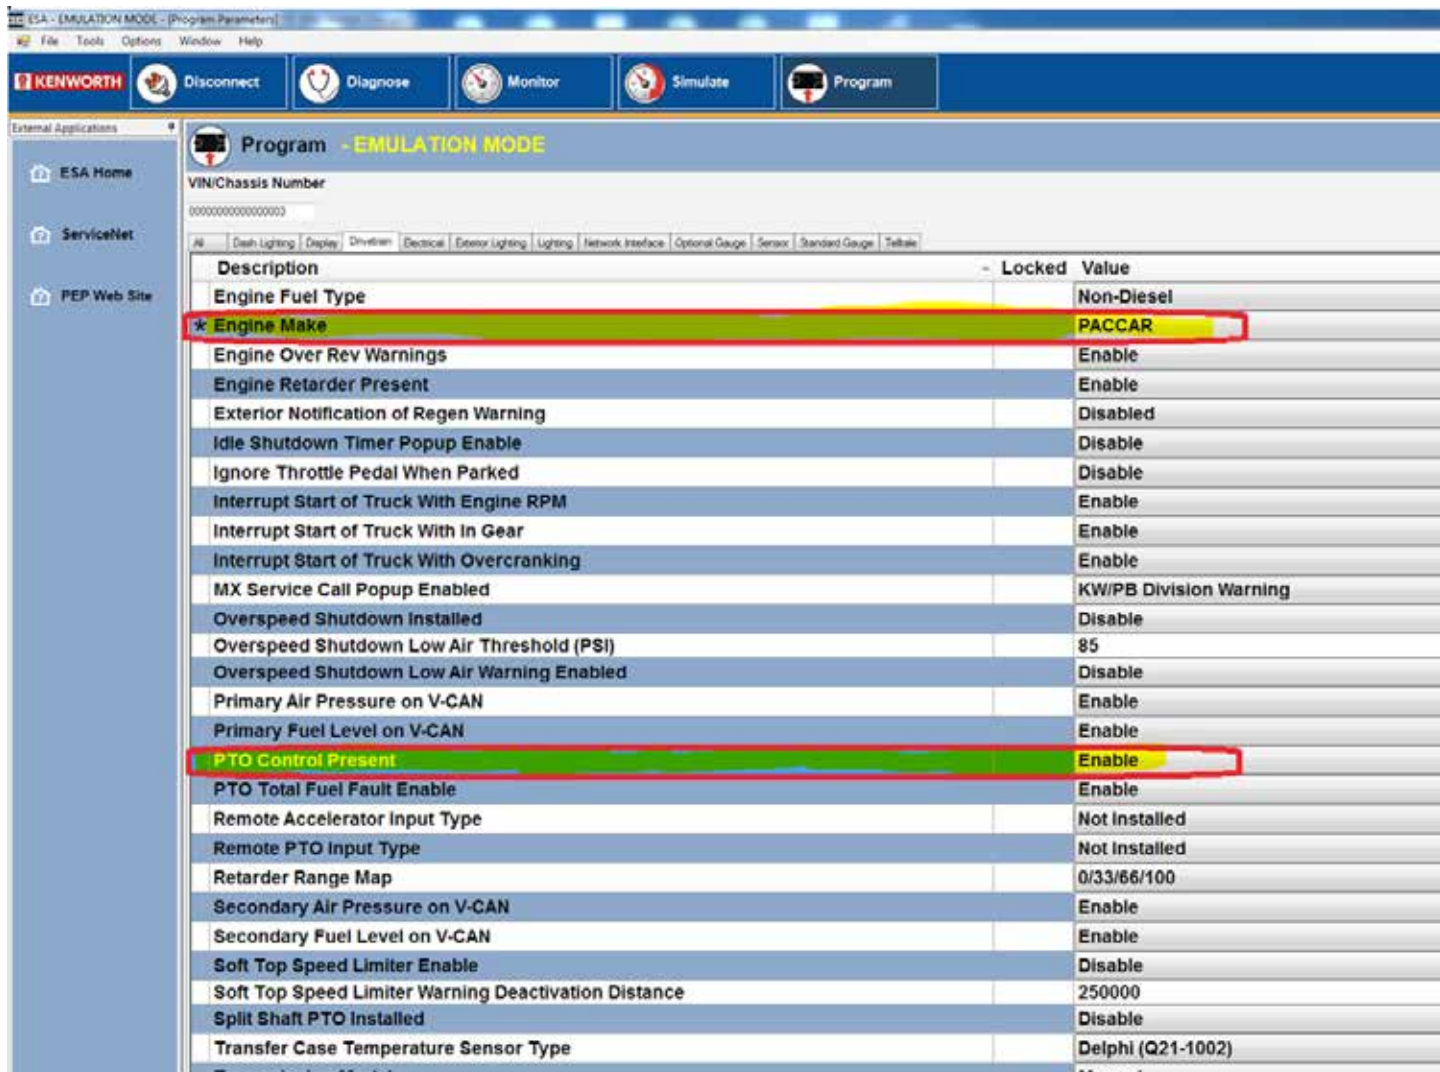 ESA - EMULATION MODE - [Program Parameters]
File Tools Options Window Help
KENWORTH Disconnect Diagnose Monitor Simulate Program
External Applications
Program - EMULATION MODE
ESA Home
VIN/Chassis Number
00000000000000003
ServiceNet
All Dash Lighting Display Drivetrain Electrical Exterior Lighting Lighting Network Interface Optional Gauge Sensor Standard Gauge Telltale
Description Locked Value
PEP Web Site
Engine Fuel Type Non-Diesel
* Engine Make PACCAR
Engine Over Rev Warnings Enable
Engine Retarder Present Enable
Exterior Notification of Regen Warning Disabled
Idle Shutdown Timer Popup Enable Disable
Ignore Throttle Pedal When Parked Disable
Interrupt Start of Truck With Engine RPM Enable
Interrupt Start of Truck With In Gear Enable
Interrupt Start of Truck With Overcranking Enable
MX Service Call Popup Enabled KW/PB Division Warning
Overspeed Shutdown Installed Disable
Overspeed Shutdown Low Air Threshold (PSI) 85
Overspeed Shutdown Low Air Warning Enabled Disable
Primary Air Pressure on V-CAN Enable
Primary Fuel Level on V-CAN Enable
PTO Control Present Enable
PTO Total Fuel Fault Enable Enable
Remote Accelerator Input Type Not Installed
Remote PTO Input Type Not Installed
Retarder Range Map 0/33/66/100
Secondary Air Pressure on V-CAN Enable
Secondary Fuel Level on V-CAN Enable
Soft Top Speed Limiter Enable Disable
Soft Top Speed Limiter Warning Deactivation Distance 250000
Split Shaft PTO Installed Disable
Transfer Case Temperature Sensor Type Delphi (Q21-1002)